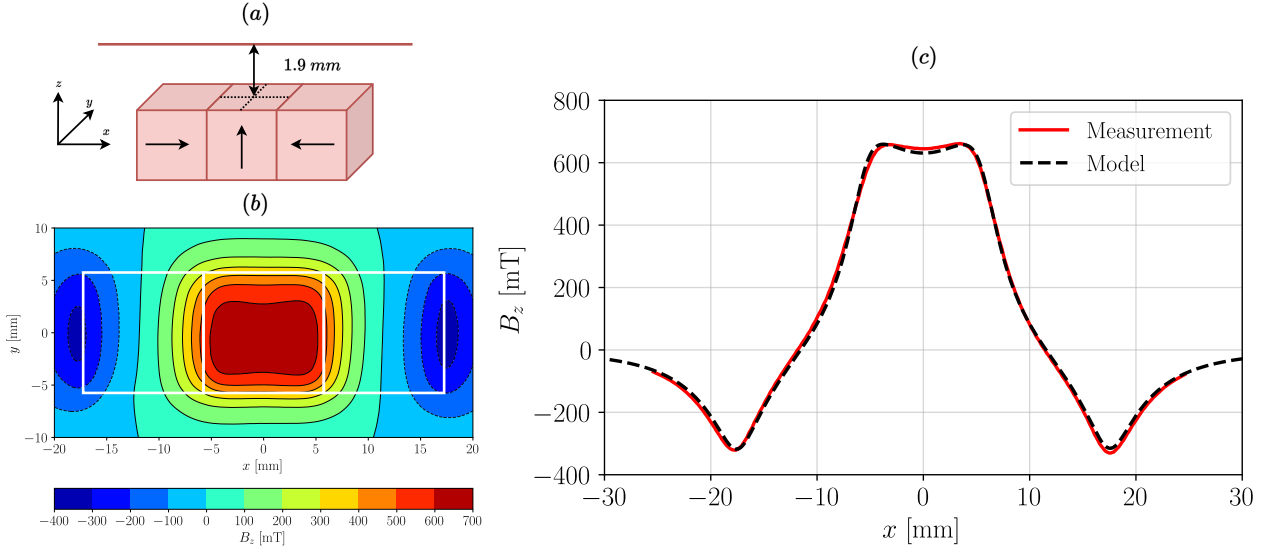 (a)
1.9 mm
z
y
x
(b)
10
5
0
−5
−10
y [mm]
−20 −15 −10 −5 0 5 10 15 20
x [mm]
−400 −300 −200 −100 0 100 200 300 400 500 600 700
B_z [mT]
(c)
800
600
400
200
0
−200
−400
B_z [mT]
Measurement
Model
−30 −20 −10 0 10 20 30
x [mm]